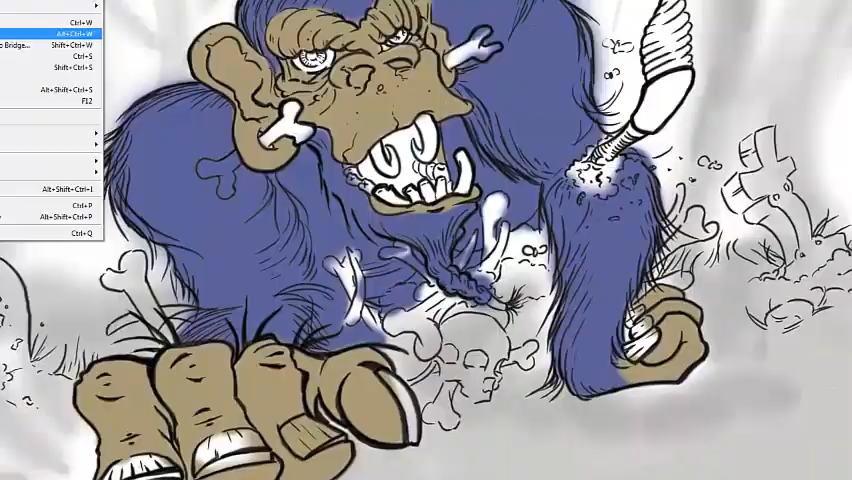 Ctrl+W
Alt+Ctrl+W
o Bridge... Shift+Ctrl+W
Ctrl+S
Shift+Ctrl+S
Alt+Shift+Ctrl+S
F12
Alt+Shift+Ctrl+I
Ctrl+P
Alt+Shift+Ctrl+P
Ctrl+Q